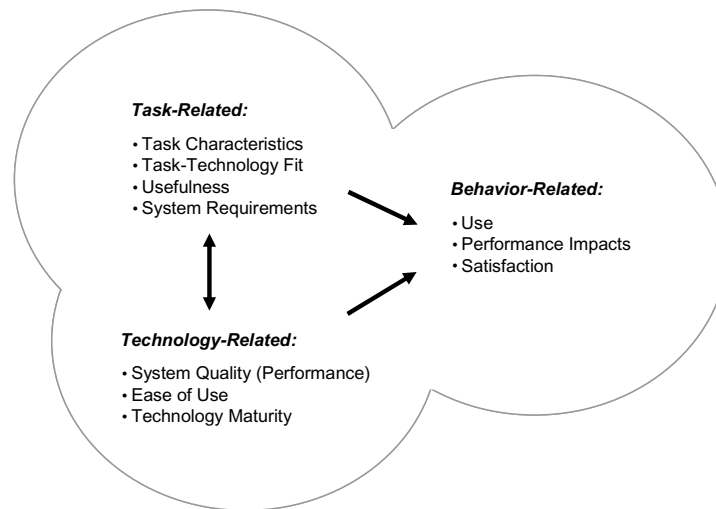 Task-Related:
• Task Characteristics
• Task-Technology Fit
• Usefulness
• System Requirements
Behavior-Related:
• Use
• Performance Impacts
• Satisfaction
Technology-Related:
• System Quality (Performance)
• Ease of Use
• Technology Maturity